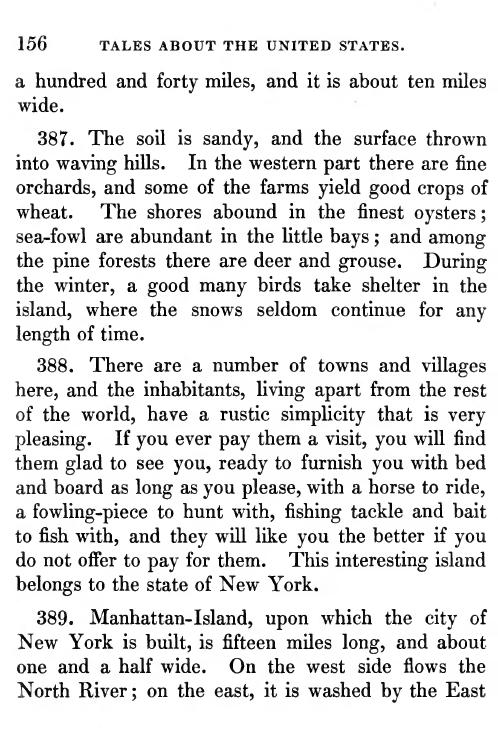 156 TALES ABOUT THE UNITED STATES.
a hundred and forty miles, and it is about ten miles
wide.
387. The soil is sandy, and the surface thrown
into waving hills. In the western part there are fine
orchards, and some of the farms yield good crops of
wheat. The shores abound in the finest oysters;
sea-fowl are abundant in the little bays; and among
the pine forests there are deer and grouse. During
the winter, a good many birds take shelter in the
island, where the snows seldom continue for any
length of time.
388. There are a number of towns and villages
here, and the inhabitants, living apart from the rest
of the world, have a rustic simplicity that is very
pleasing. If you ever pay them a visit, you will find
them glad to see you, ready to furnish you with bed
and board as long as you please, with a horse to ride,
a fowling-piece to hunt with, fishing tackle and bait
to fish with, and they will like you the better if you
do not offer to pay for them. This interesting island
belongs to the state of New York.
389. Manhattan-Island, upon which the city of
New York is built, is fifteen miles long, and about
one and a half wide. On the west side flows the
North River; on the east, it is washed by the East